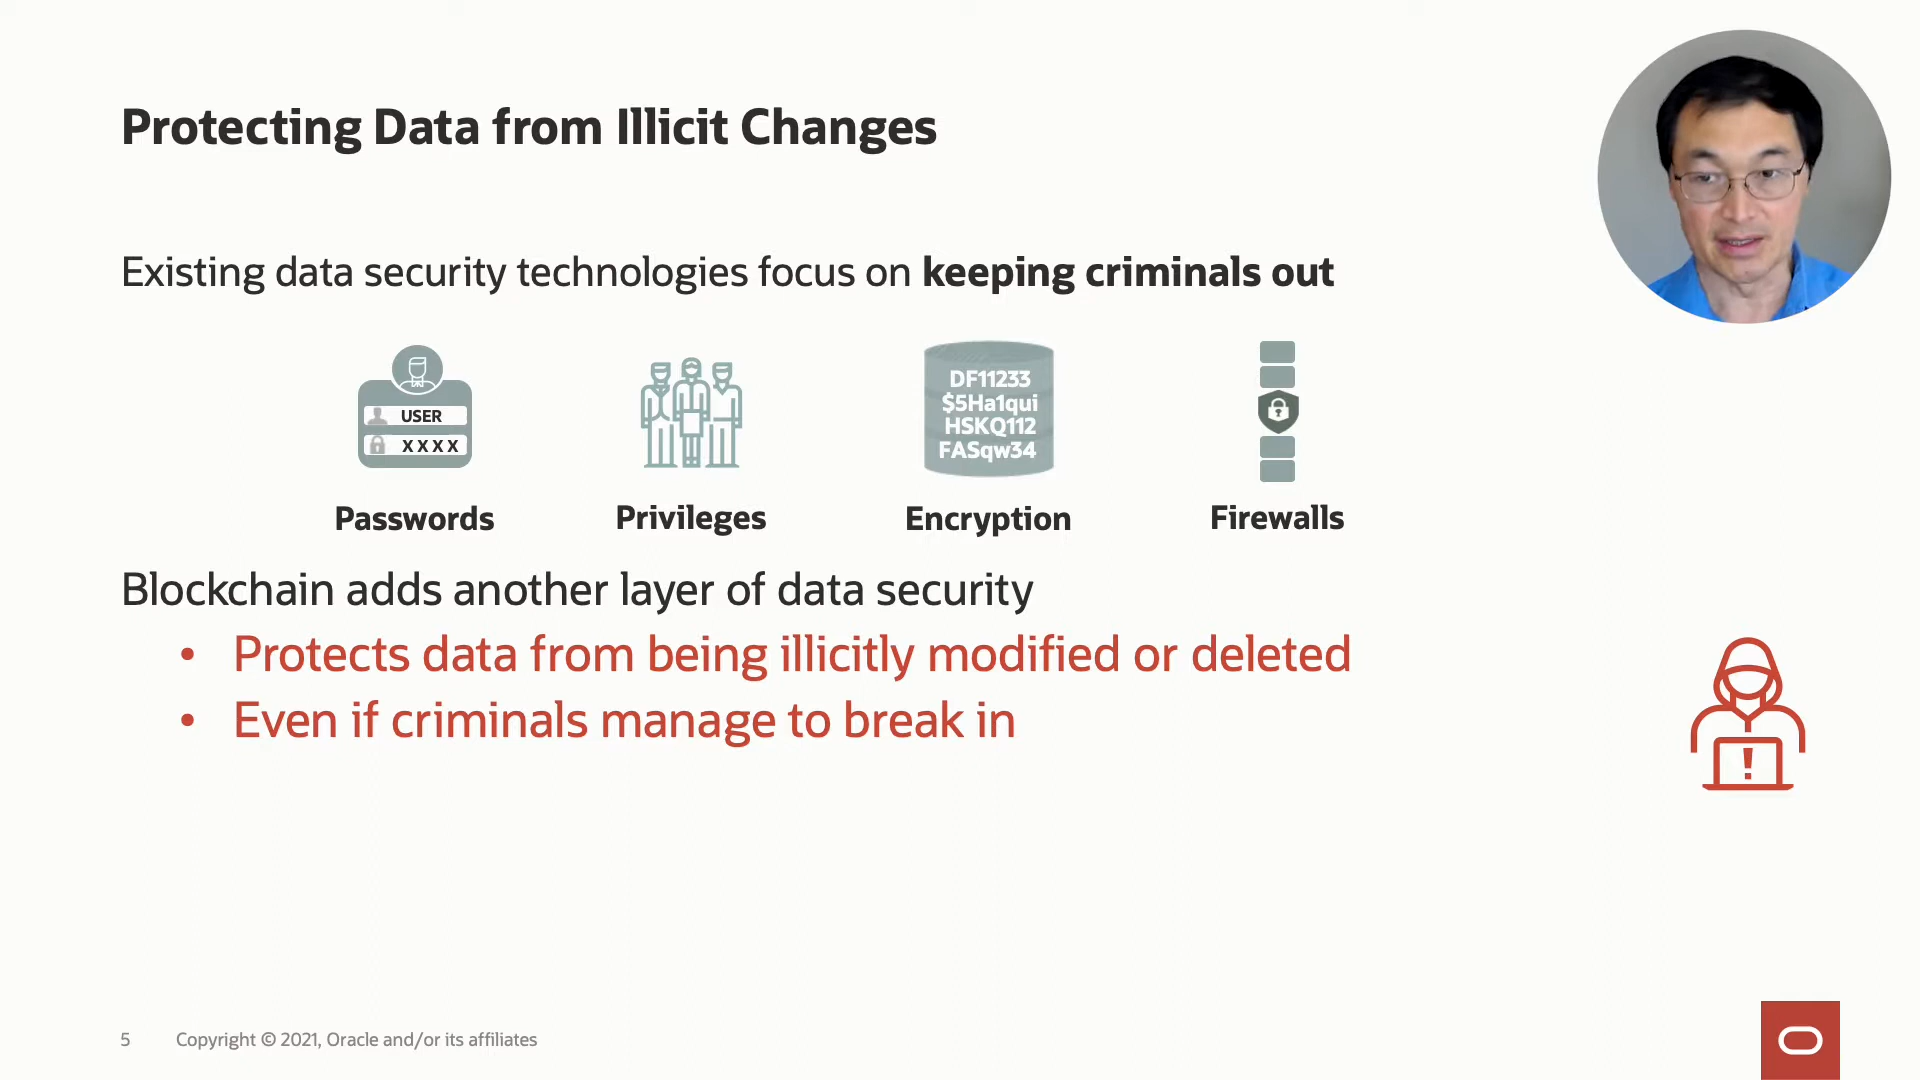 Protecting Data from Illicit Changes
Existing data security technologies focus on keeping criminals out
USER
XXXX
DF11233
$5Ha1qui
HSKQ112
FASqw34
Passwords
Privileges
Encryption
Firewalls
Blockchain adds another layer of data security
• Protects data from being illicitly modified or deleted
• Even if criminals manage to break in
!
5
Copyright © 2021, Oracle and/or its affiliates